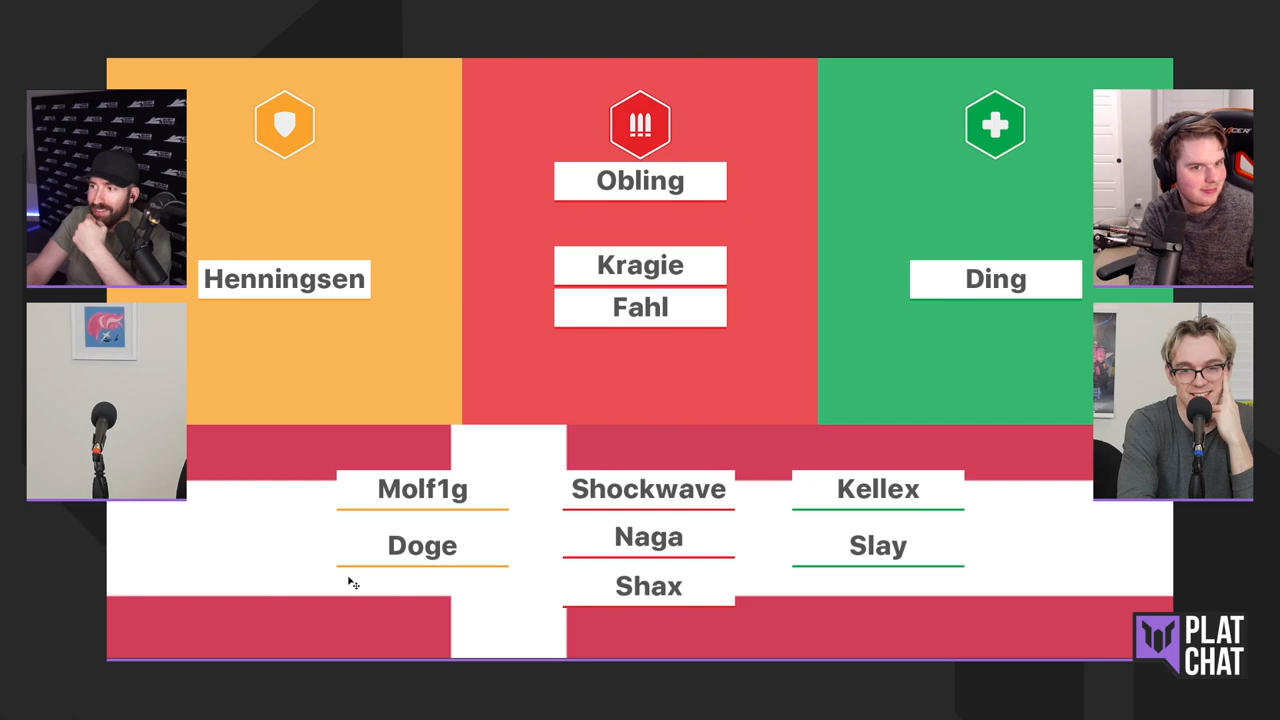 Obling
Henningsen
Kragie
Fahl
Ding
Molf1g
Shockwave
Kellex
Doge
Naga
Slay
Shax
PLAT
CHAT